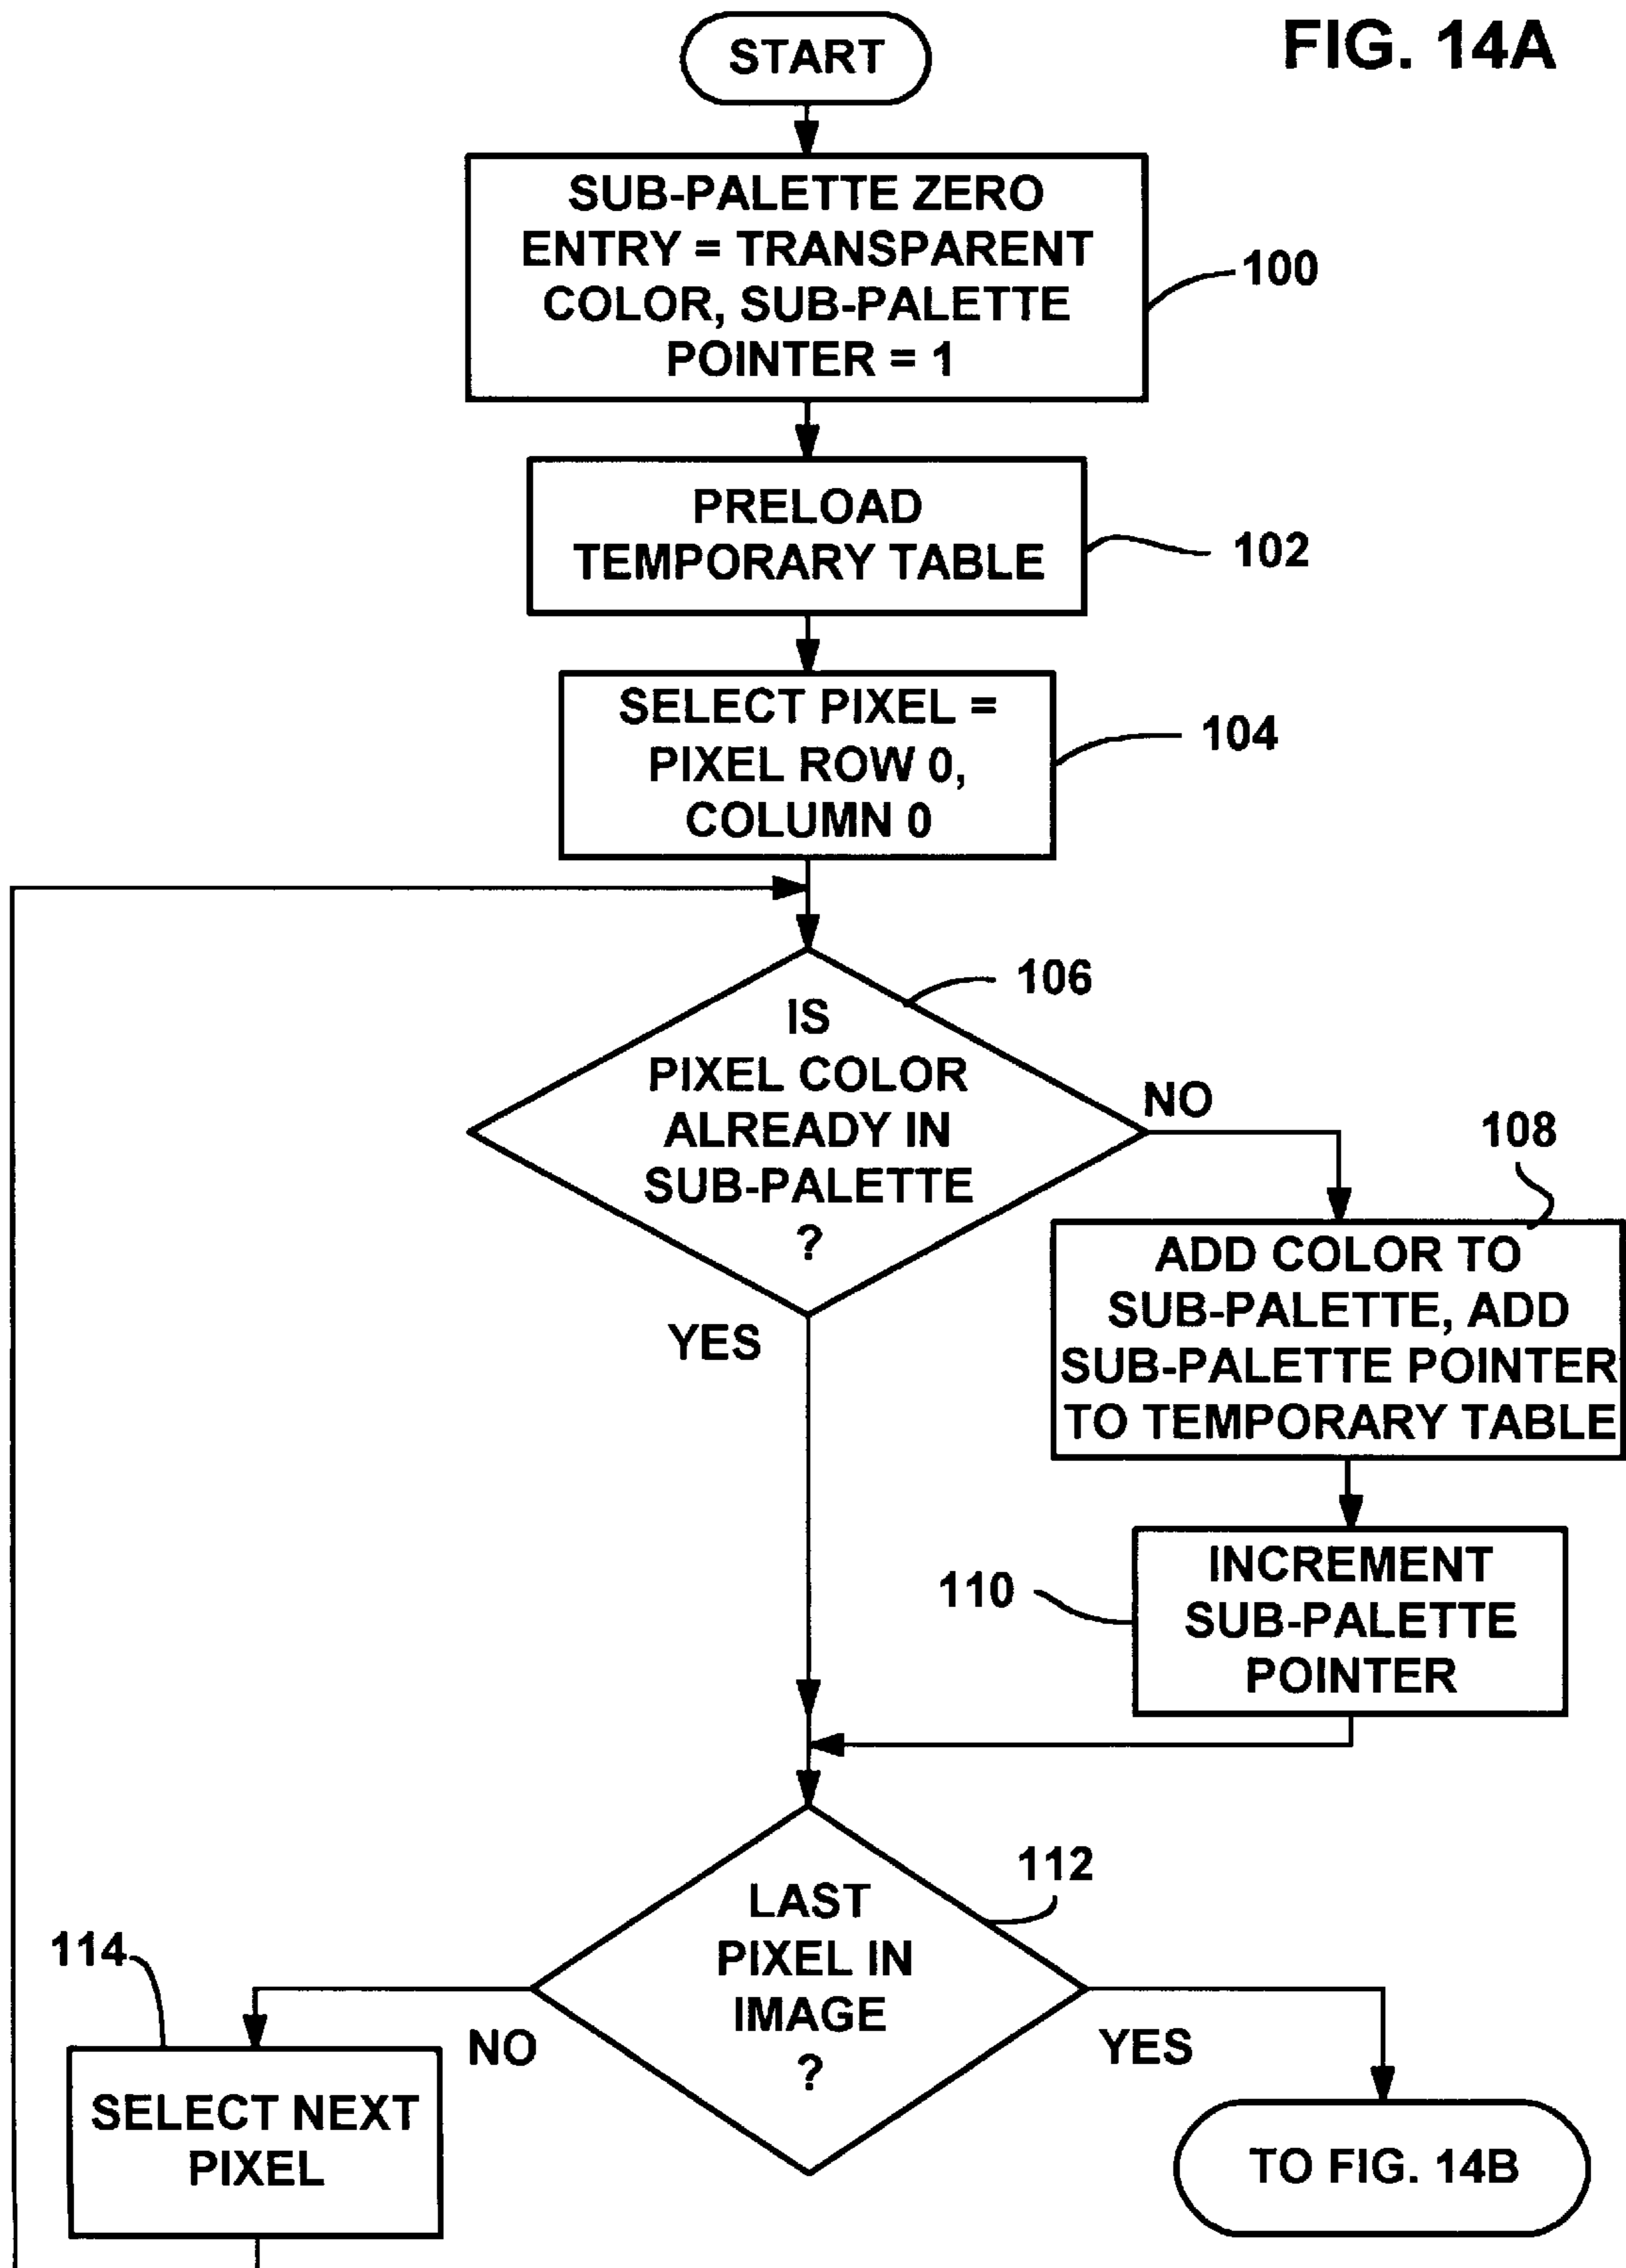 FIG. 14A
START
SUB-PALETTE ZERO
ENTRY = TRANSPARENT
COLOR, SUB-PALETTE
POINTER = 1
100
PRELOAD
TEMPORARY TABLE
102
SELECT PIXEL =
PIXEL ROW 0,
COLUMN 0
104
106
IS
PIXEL COLOR
ALREADY IN
SUB-PALETTE
?
NO
YES
108
ADD COLOR TO
SUB-PALETTE, ADD
SUB-PALETTE POINTER
TO TEMPORARY TABLE
110
INCREMENT
SUB-PALETTE
POINTER
112
LAST
PIXEL IN
IMAGE
?
114
NO
YES
SELECT NEXT
PIXEL
TO FIG. 14B